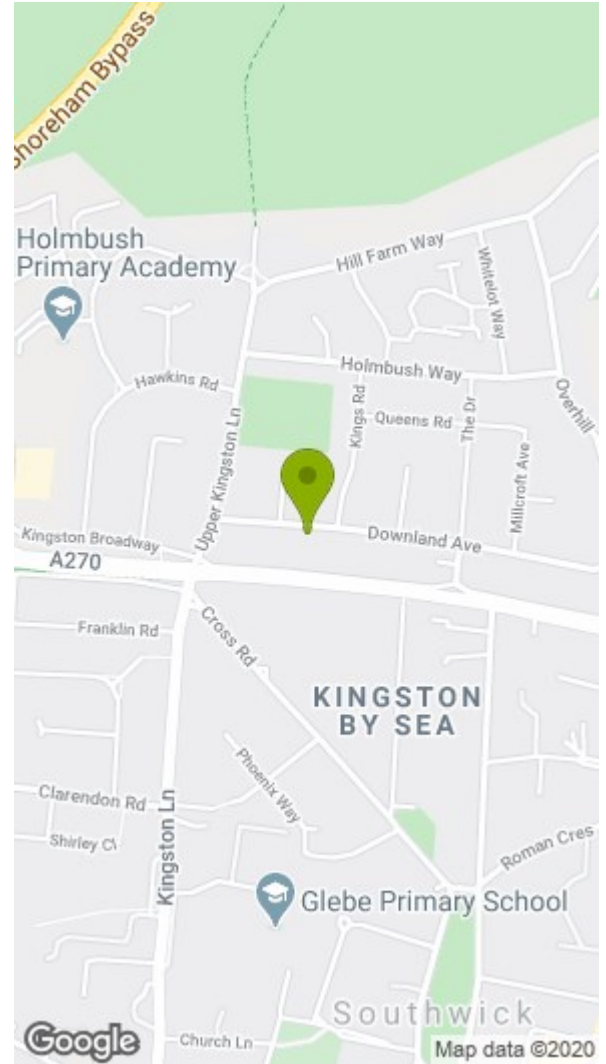 Shoreham Bypass
Holmbush
Primary Academy
Hill Farm Way
Whitelot Way
Holmbush Way
Hawkins Rd
Overhill
Kings Rd
Queens Rd
The Dr
Upper Kingston Ln
Millcroft Ave
Kingston Broadway
Downland Ave
A270
Franklin Rd
Cross Rd
KINGSTON
BY SEA
Phoenix Way
Clarendon Rd
Kingston Ln
Shirley Cl
Roman Cres
Glebe Primary School
Southwick
Google
Church Ln
Map data ©2020